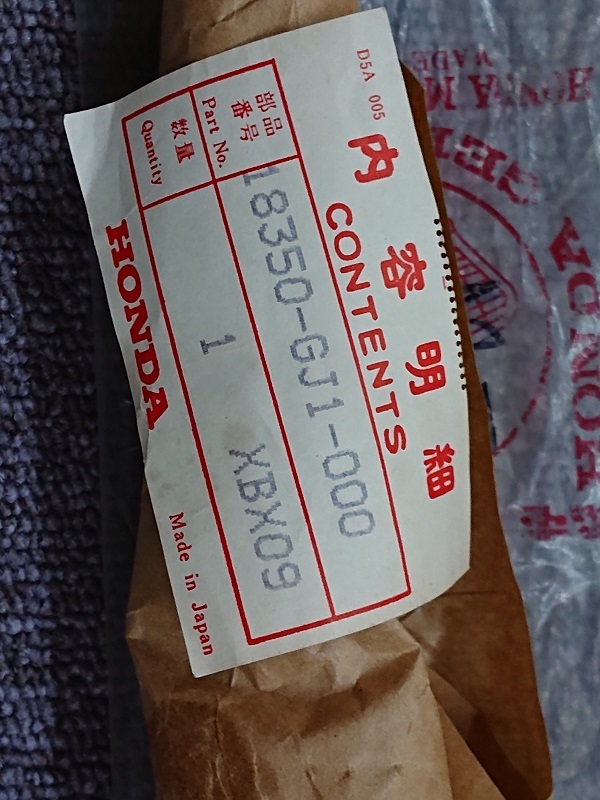 D5A 005
内容明細
CONTENTS
部品番号
Part No.
18350-GJ1-000
数量
Quantity
1
XBX09
HONDA
Made in Japan